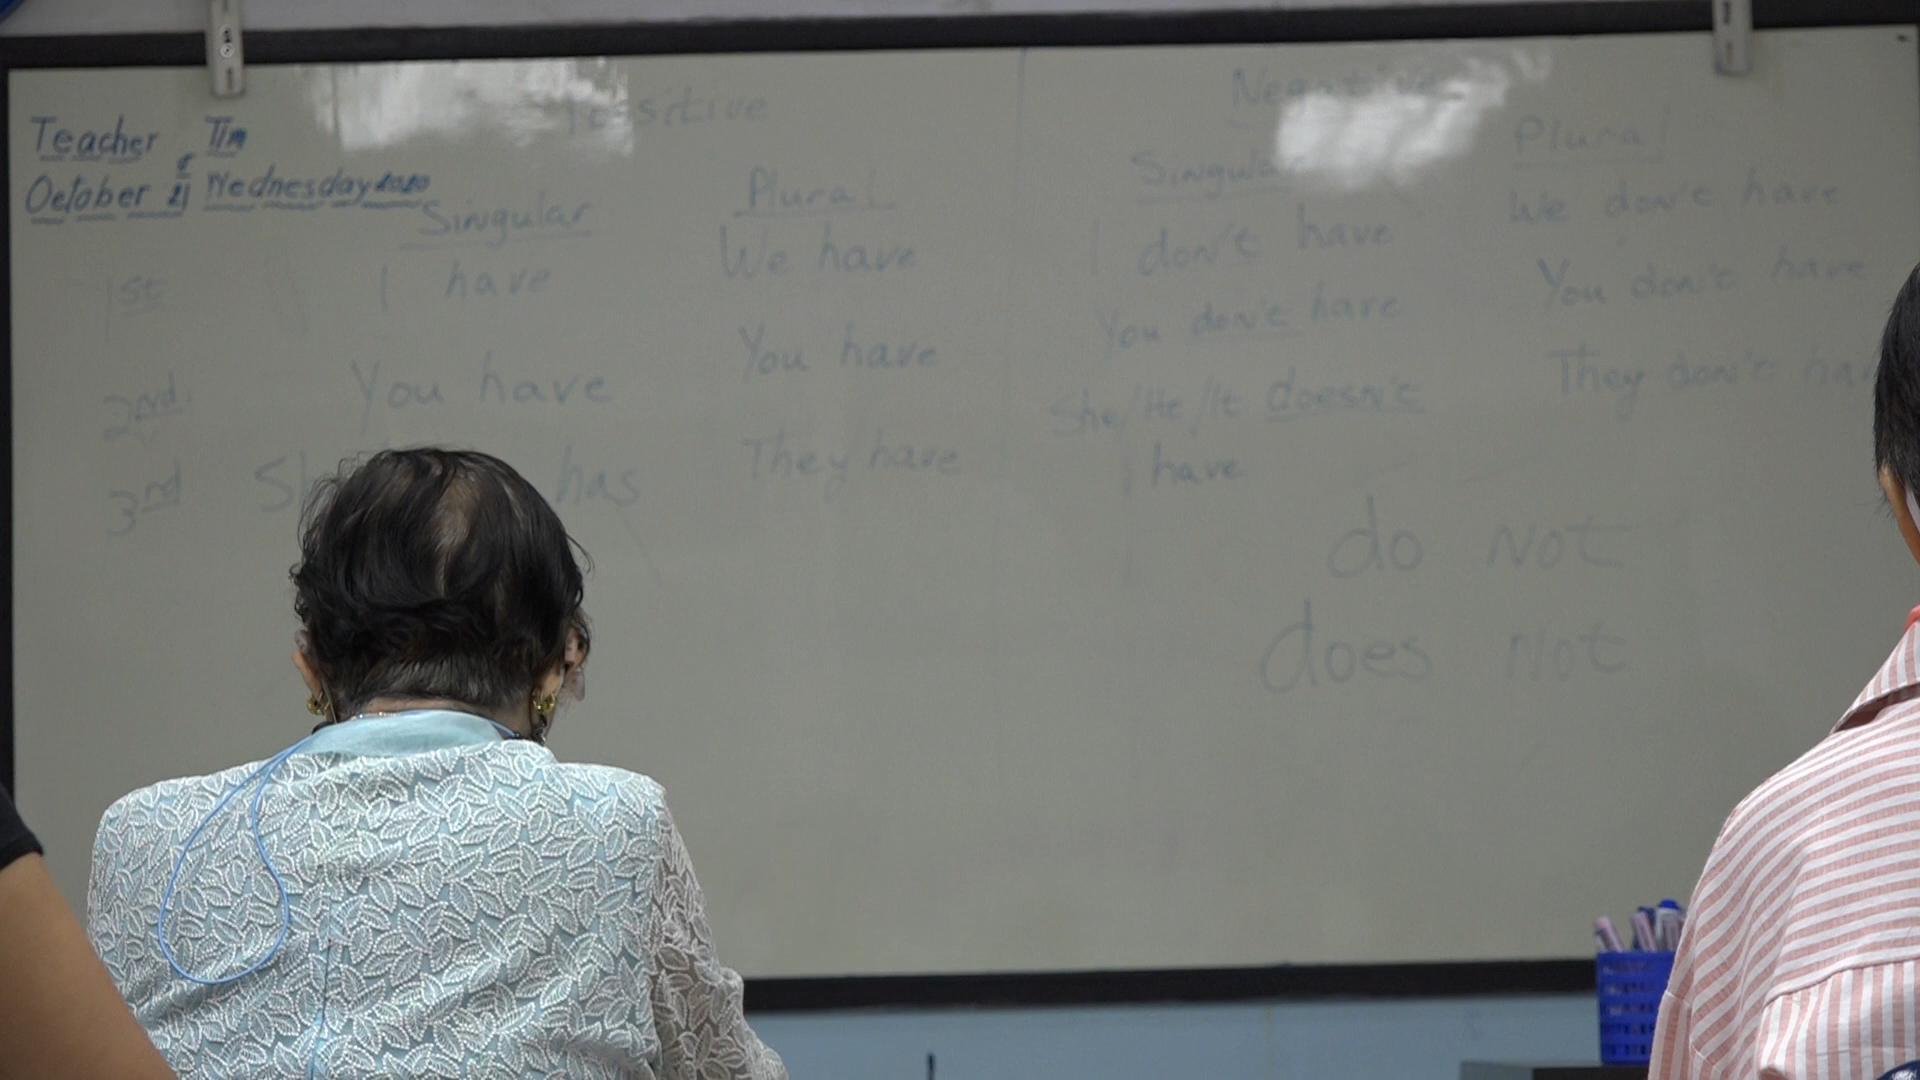 Teacher Tim
October 21 Wednesday 2020
Possitive
Singular Plural
1st I have We have
2nd. You have You have
3rd has They have
Negative
Singular Plural
I don't have We don't have
You don't have You don't have
She/He/It doesn't They don't
have
do not
does not